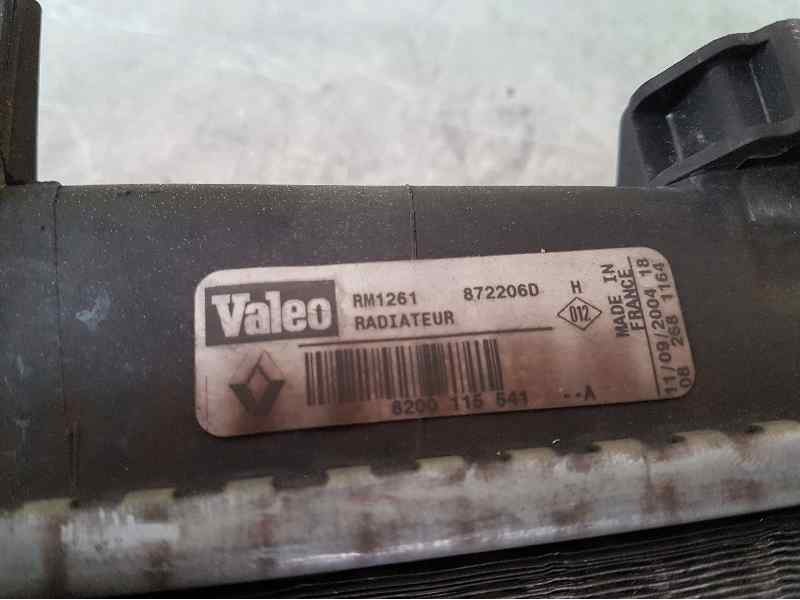 Valeo RM1261 872206D H
RADIATEUR 012
8200 115 541 --A
MADE IN
FRANCE
11/09/2004 18
08 268 1164